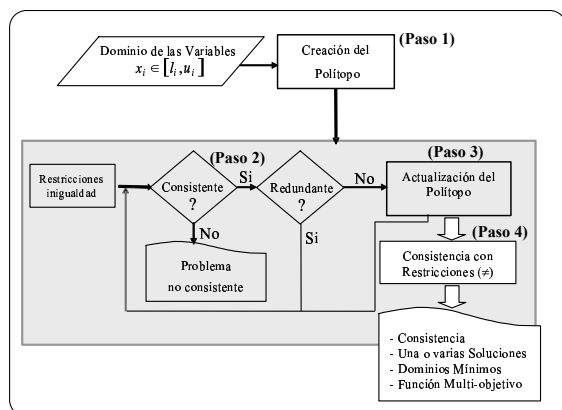 Dominio de las Variables
x_i ∈ [l_i, u_i]
Creación del
Polítopo
(Paso 1)
(Paso 2)
(Paso 3)
Restricciones
inigualdad
Consistente
?
Si
Redundante
?
No
Actualización del
Polítopo
No
Si
(Paso 4)
Problema
no consistente
Consistencia con
Restricciones (≠)
- Consistencia
- Una o varias Soluciones
- Dominios Mínimos
- Función Multi-objetivo